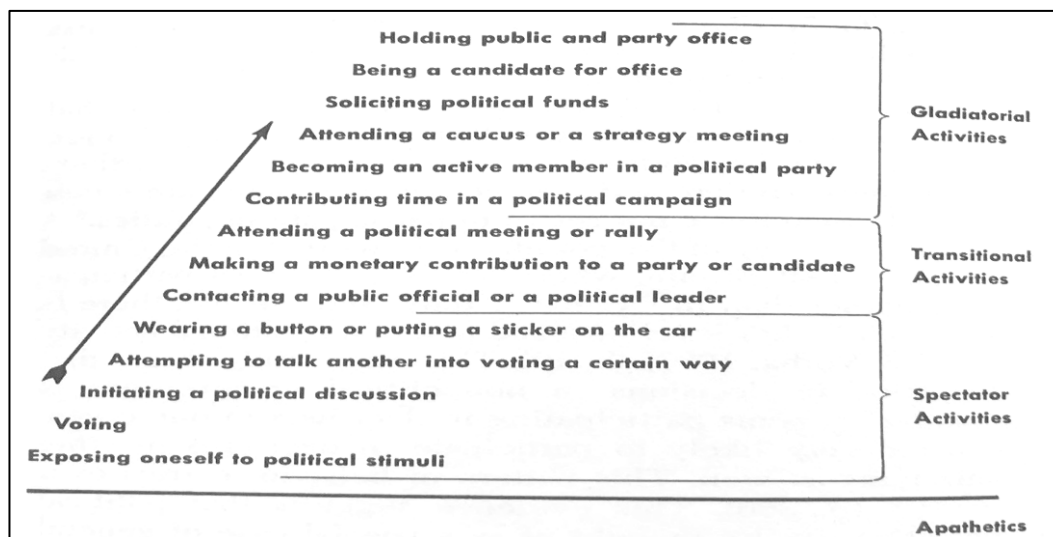 Holding public and party office
Being a candidate for office
Soliciting political funds
Attending a caucus or a strategy meeting
Becoming an active member in a political party
Contributing time in a political campaign
Gladiatorial
Activities
Attending a political meeting or rally
Making a monetary contribution to a party or candidate
Contacting a public official or a political leader
Transitional
Activities
Wearing a button or putting a sticker on the car
Attempting to talk another into voting a certain way
Initiating a political discussion
Voting
Exposing oneself to political stimuli
Spectator
Activities
Apathetics